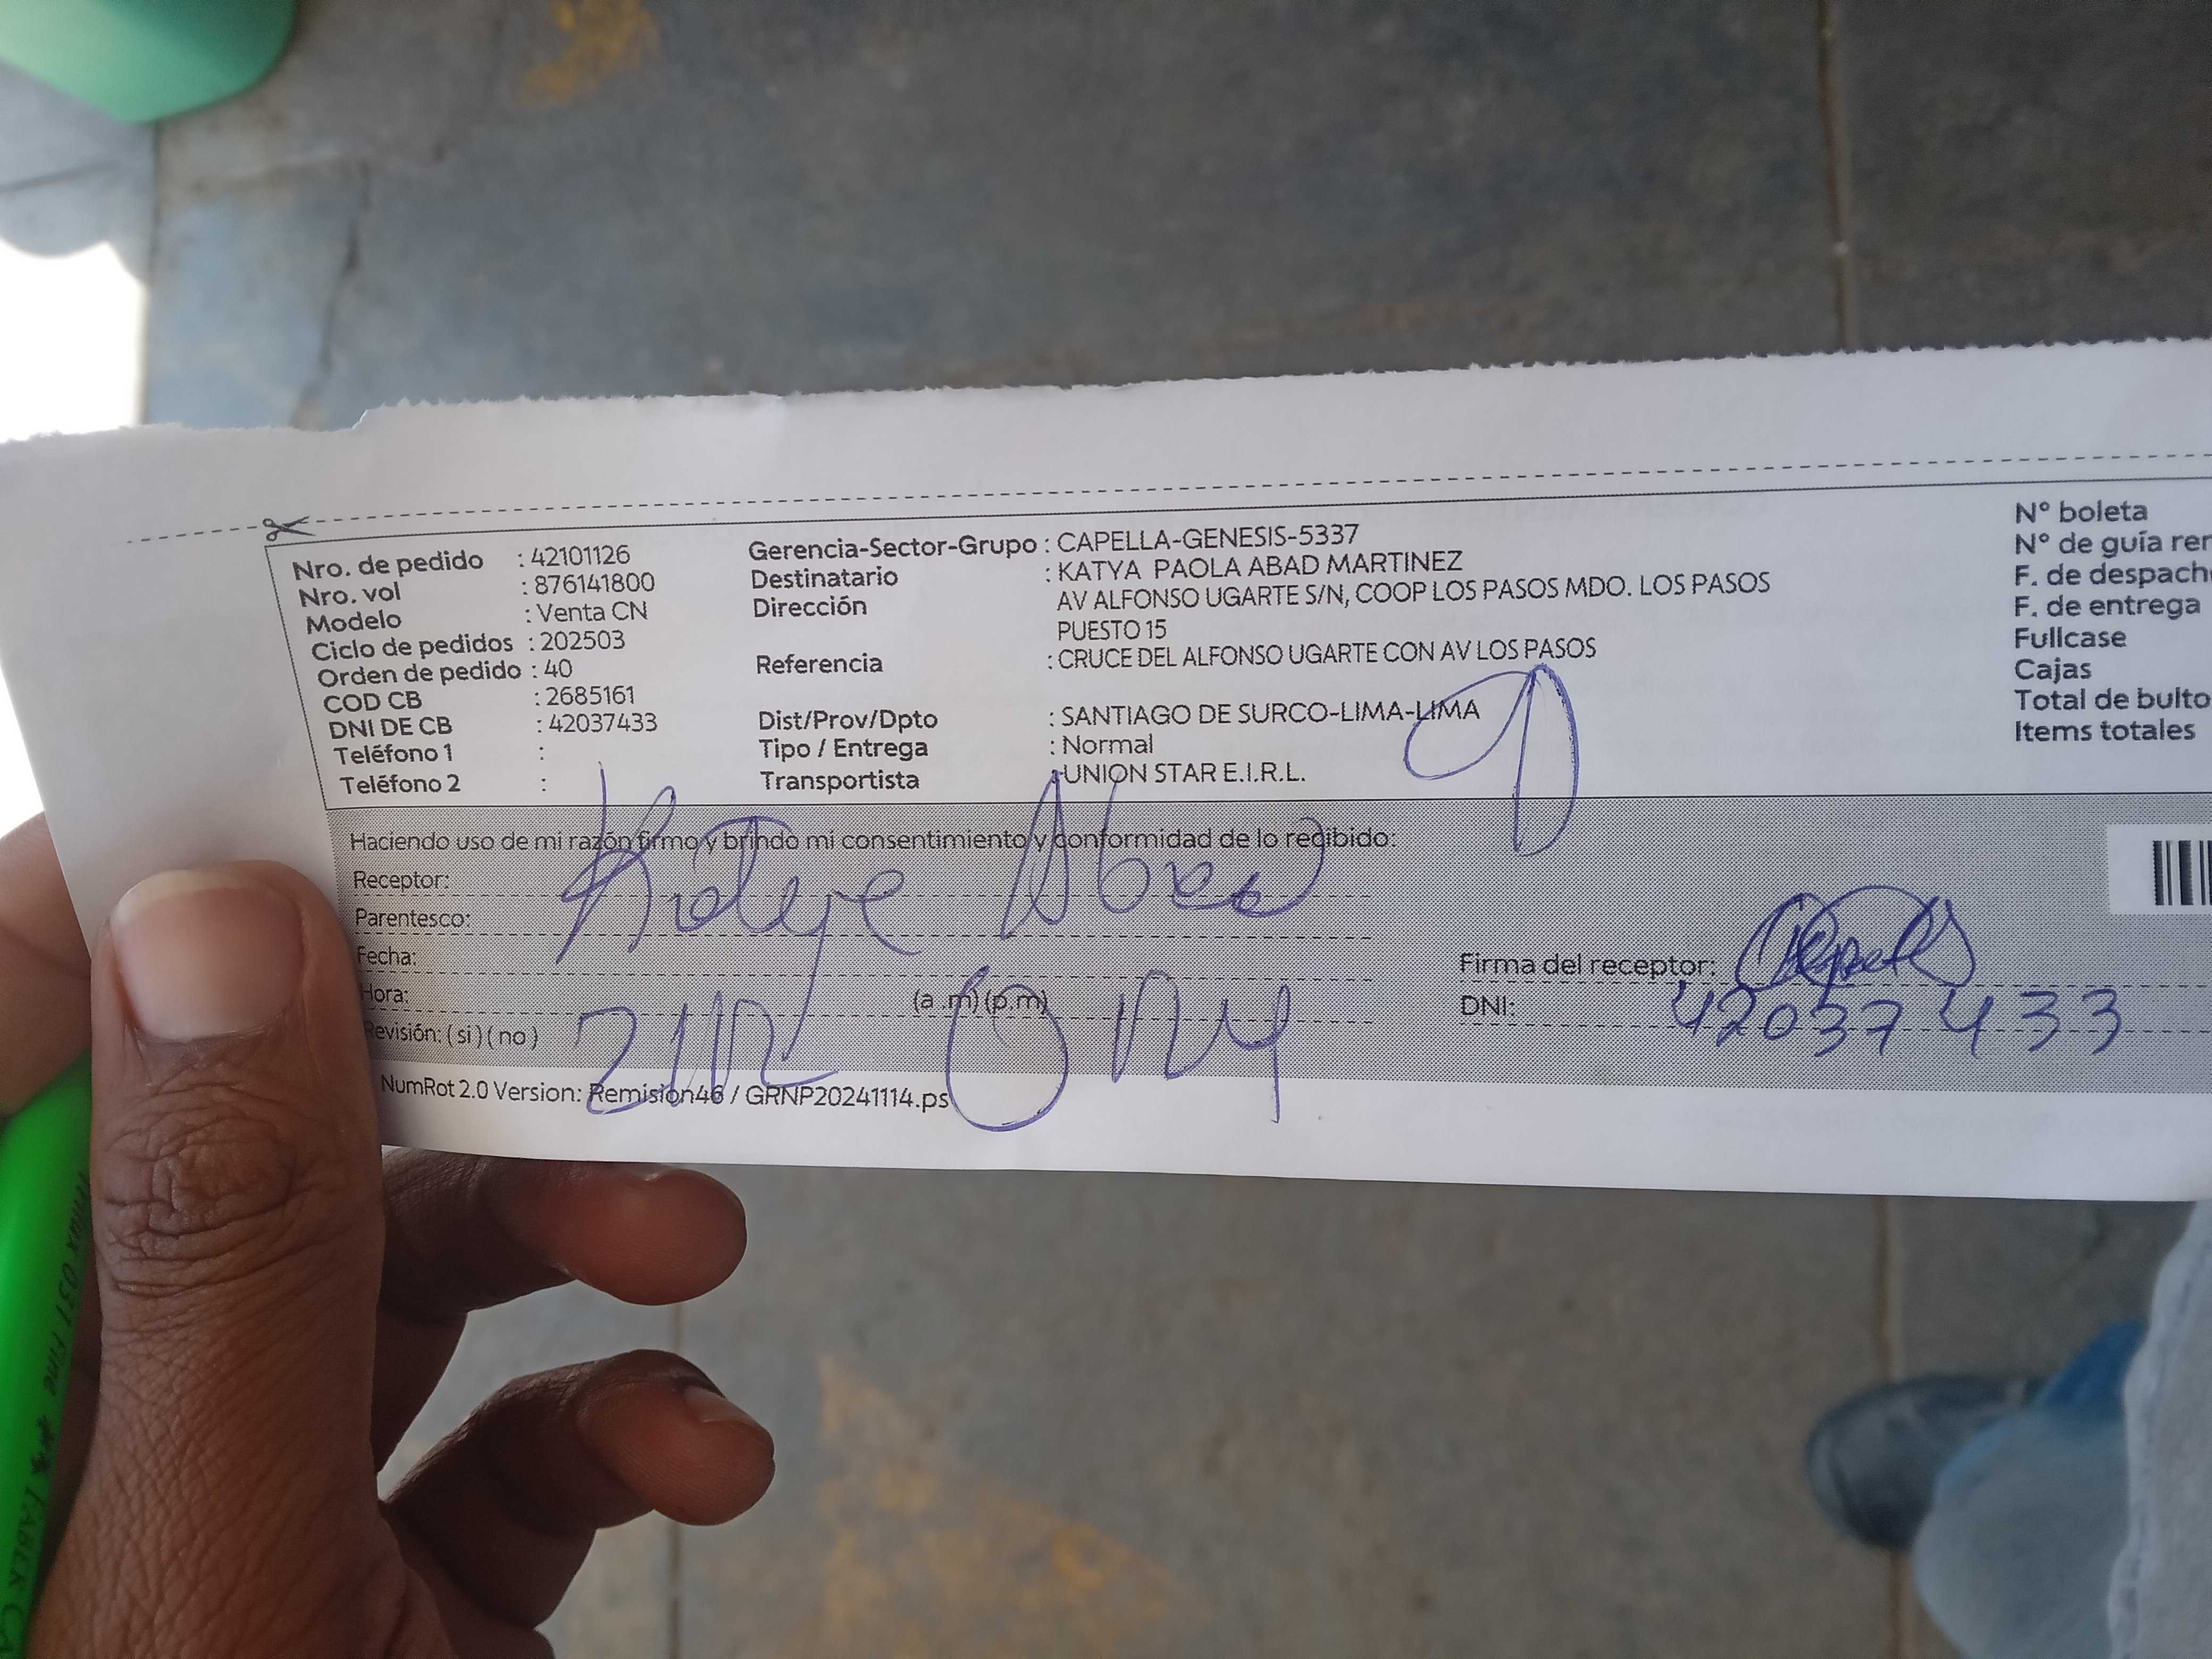 Nro. de pedido : 42101126
Nro. vol : 876141800
Modelo : Venta CN
Ciclo de pedidos : 202503
Orden de pedido : 40
COD CB : 2685161
DNI DE CB : 42037433
Teléfono 1 :
Teléfono 2 :
Gerencia-Sector-Grupo : CAPELLA-GENESIS-5337
Destinatario : KATYA PAOLA ABAD MARTINEZ
Dirección AV ALFONSO UGARTE S/N, COOP LOS PASOS MDO. LOS PASOS
PUESTO 15
Referencia : CRUCE DEL ALFONSO UGARTE CON AV LOS PASOS
Dist/Prov/Dpto : SANTIAGO DE SURCO-LIMA-LIMA
Tipo / Entrega : Normal
Transportista : UNION STAR E.I.R.L.
N° boleta
N° de guía rer
F. de despach
F. de entrega
Fullcase
Cajas
Total de bulto
Items totales
Haciendo uso de mi razón firmo y brindo mi consentimiento y conformidad de lo recibido:
Receptor:
Katya Abad
Parentesco:
Fecha:
Hora: (a .m) (p.m)
Revisión: ( si ) ( no )
Firma del receptor:
DNI: 42037433
NumRot 2.0 Version: Remision46 / GRNP20241114.ps